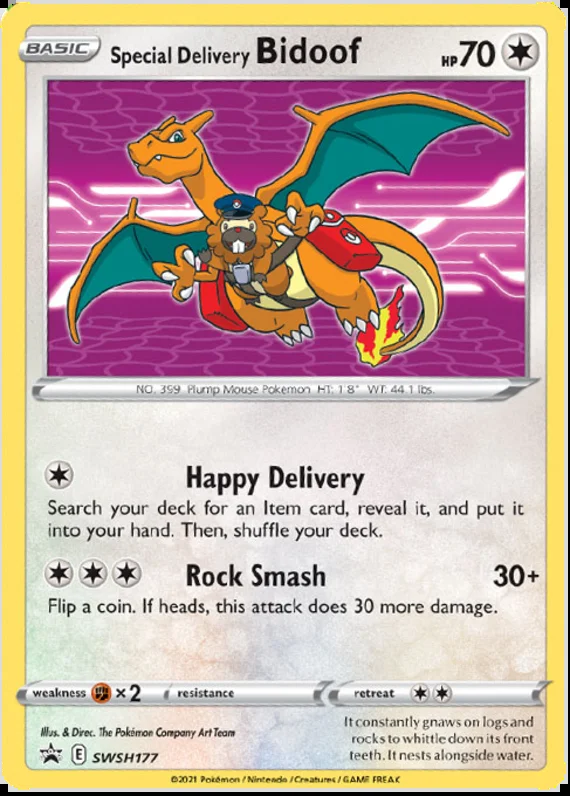 BASIC
Special Delivery Bidoof
HP 70
NO. 399 Plump Mouse Pokémon HT: 1'8" WT: 44.1 lbs.
Happy Delivery
Search your deck for an Item card, reveal it, and put it
into your hand. Then, shuffle your deck.
Rock Smash 30+
Flip a coin. If heads, this attack does 30 more damage.
weakness ×2 resistance retreat
Illus. & Direc. The Pokémon Company Art Team
E SWSH177
It constantly gnaws on logs and
rocks to whittle down its front
teeth. It nests alongside water.
©2021 Pokémon / Nintendo / Creatures / GAME FREAK